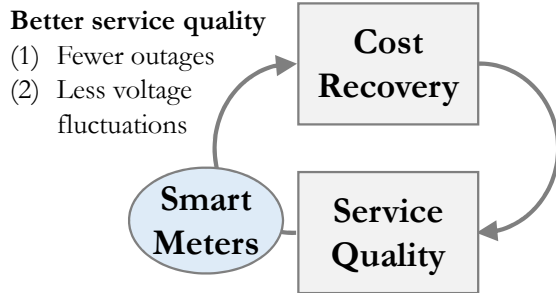 Better service quality
(1) Fewer outages
(2) Less voltage
fluctuations
Cost
Recovery
Smart
Meters
Service
Quality